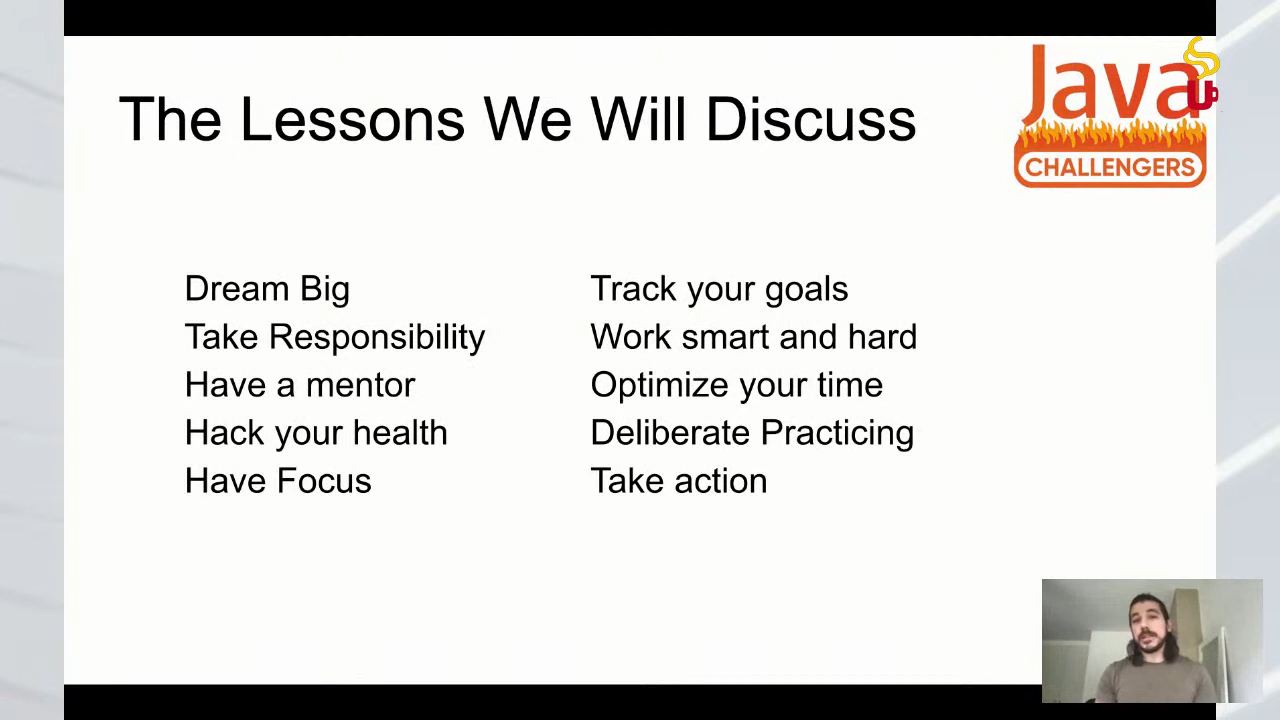 The Lessons We Will Discuss
Java
CHALLENGERS
Dream Big
Take Responsibility
Have a mentor
Hack your health
Have Focus
Track your goals
Work smart and hard
Optimize your time
Deliberate Practicing
Take action